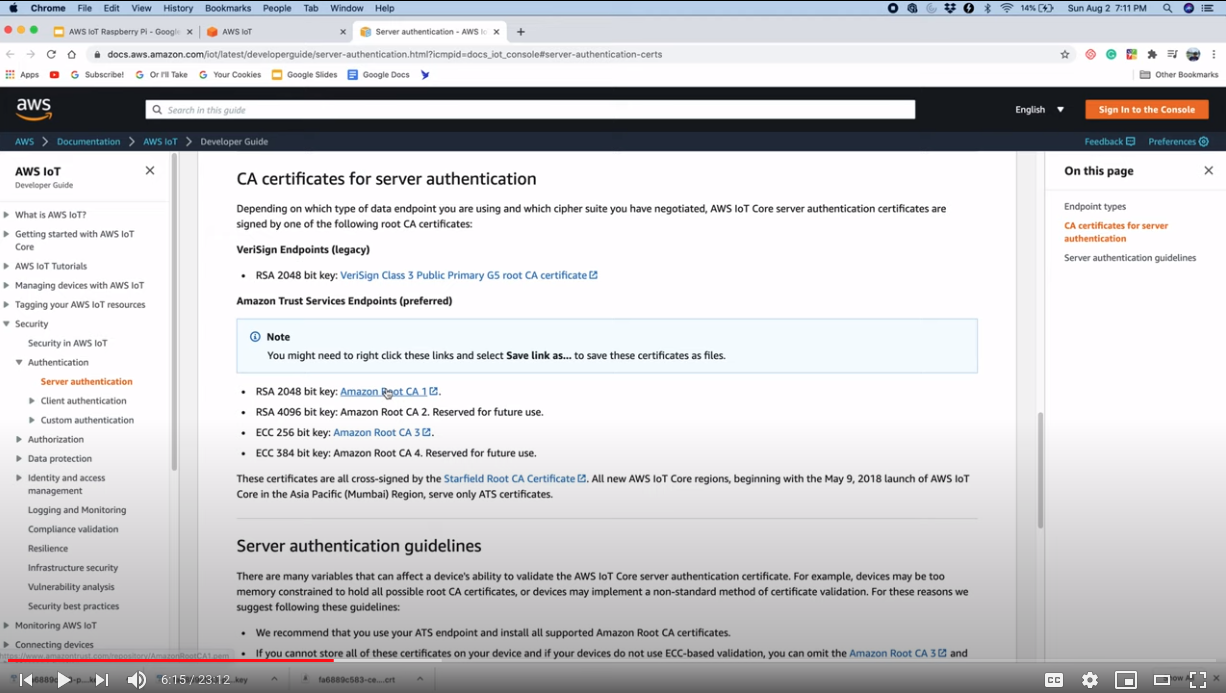 Chrome File Edit View History Bookmarks People Tab Window Help
14% Sun Aug 2 7:11 PM
AWS IoT Raspberry Pi - Google
AWS IoT
Server authentication - AWS Io
docs.aws.amazon.com/iot/latest/developerguide/server-authentication.html?icmpid=docs_iot_console#server-authentication-certs
Apps Subscribe! Or I'll Take Your Cookies Google Slides Google Docs Other Bookmarks
aws
Search in this guide
English
Sign In to the Console
AWS Documentation AWS IoT Developer Guide
Feedback Preferences
AWS IoT
Developer Guide
What is AWS IoT?
Getting started with AWS IoT
Core
AWS IoT Tutorials
Managing devices with AWS IoT
Tagging your AWS IoT resources
Security
Security in AWS IoT
Authentication
Server authentication
Client authentication
Custom authentication
Authorization
Data protection
Identity and access
management
Logging and Monitoring
Compliance validation
Resilience
Infrastructure security
Vulnerability analysis
Security best practices
Monitoring AWS IoT
Connecting devices
https://www.amazontrust.com/repository/AmazonRootCA1.pem
CA certificates for server authentication
Depending on which type of data endpoint you are using and which cipher suite you have negotiated, AWS IoT Core server authentication certificates are
signed by one of the following root CA certificates:
VeriSign Endpoints (legacy)
• RSA 2048 bit key: VeriSign Class 3 Public Primary G5 root CA certificate
Amazon Trust Services Endpoints (preferred)
Note
You might need to right click these links and select Save link as... to save these certificates as files.
• RSA 2048 bit key: Amazon Root CA 1.
• RSA 4096 bit key: Amazon Root CA 2. Reserved for future use.
• ECC 256 bit key: Amazon Root CA 3.
• ECC 384 bit key: Amazon Root CA 4. Reserved for future use.
These certificates are all cross-signed by the Starfield Root CA Certificate. All new AWS IoT Core regions, beginning with the May 9, 2018 launch of AWS IoT
Core in the Asia Pacific (Mumbai) Region, serve only ATS certificates.
Server authentication guidelines
There are many variables that can affect a device's ability to validate the AWS IoT Core server authentication certificate. For example, devices may be too
memory constrained to hold all possible root CA certificates, or devices may implement a non-standard method of certificate validation. For these reasons we
suggest following these guidelines:
• We recommend that you use your ATS endpoint and install all supported Amazon Root CA certificates.
• If you cannot store all of these certificates on your device and if your devices do not use ECC-based validation, you can omit the Amazon Root CA 3 and
On this page
Endpoint types
CA certificates for server
authentication
Server authentication guidelines
6:15 / 23:12
fa6889c583-ce....crt
CC